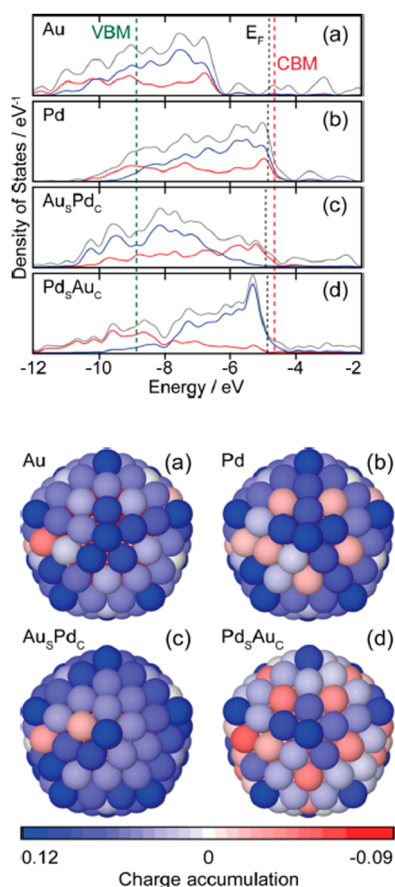 Au VBM E_F CBM (a)
Pd (b)
Au_SPd_C (c)
Pd_SAu_C (d)
Density of States / eV⁻¹
-12 -10 -8 -6 -4 -2
Energy / eV
Au (a) Pd (b)
Au_SPd_C (c) Pd_SAu_C (d)
0.12 0 -0.09
Charge accumulation